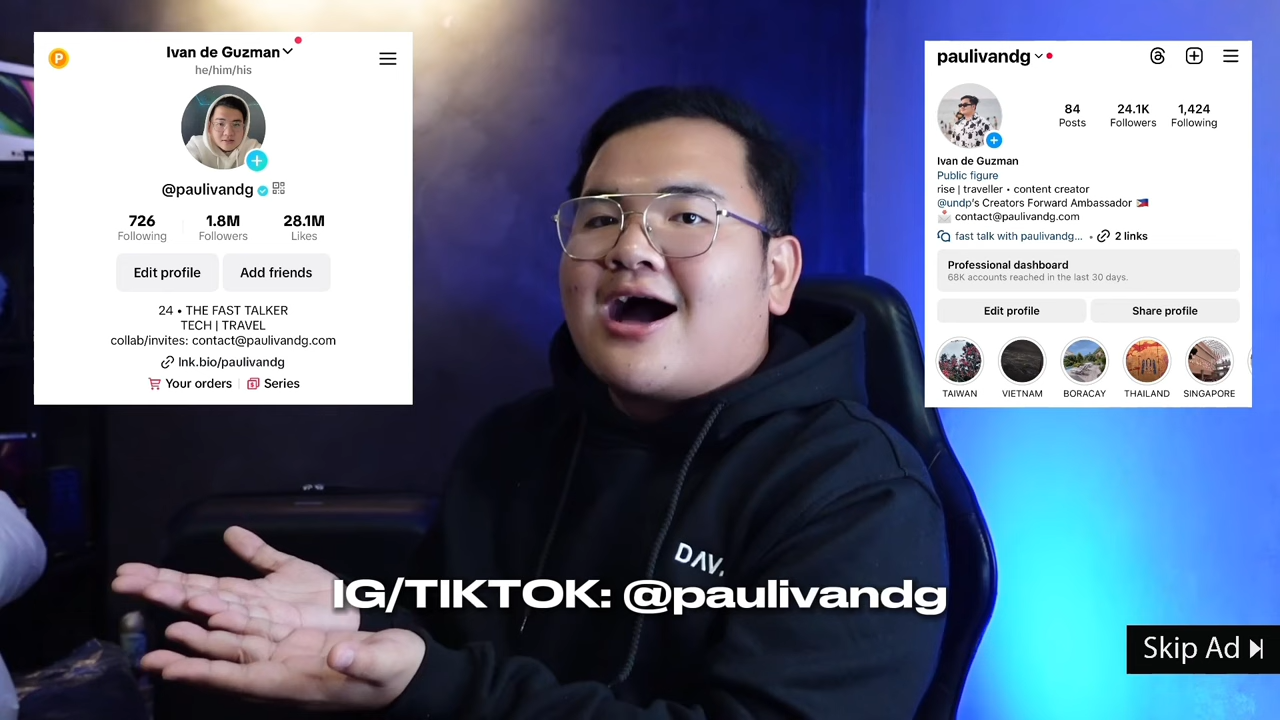 P
Ivan de Guzman
he/him/his
@paulivandg
726
Following
1.8M
Followers
28.1M
Likes
Edit profile
Add friends
24 • THE FAST TALKER
TECH | TRAVEL
collab/invites: contact@paulivandg.com
lnk.bio/paulivandg
Your orders
Series
paulivandg
84
Posts
24.1K
Followers
1,424
Following
Ivan de Guzman
Public figure
rise | traveller • content creator
@undp's Creators Forward Ambassador 🇵🇭
📩 contact@paulivandg.com
fast talk with paulivandg... • 2 links
Professional dashboard
68K accounts reached in the last 30 days.
Edit profile
Share profile
TAIWAN
VIETNAM
BORACAY
THAILAND
SINGAPORE
DAV.
IG/TIKTOK: @paulivandg
Skip Ad